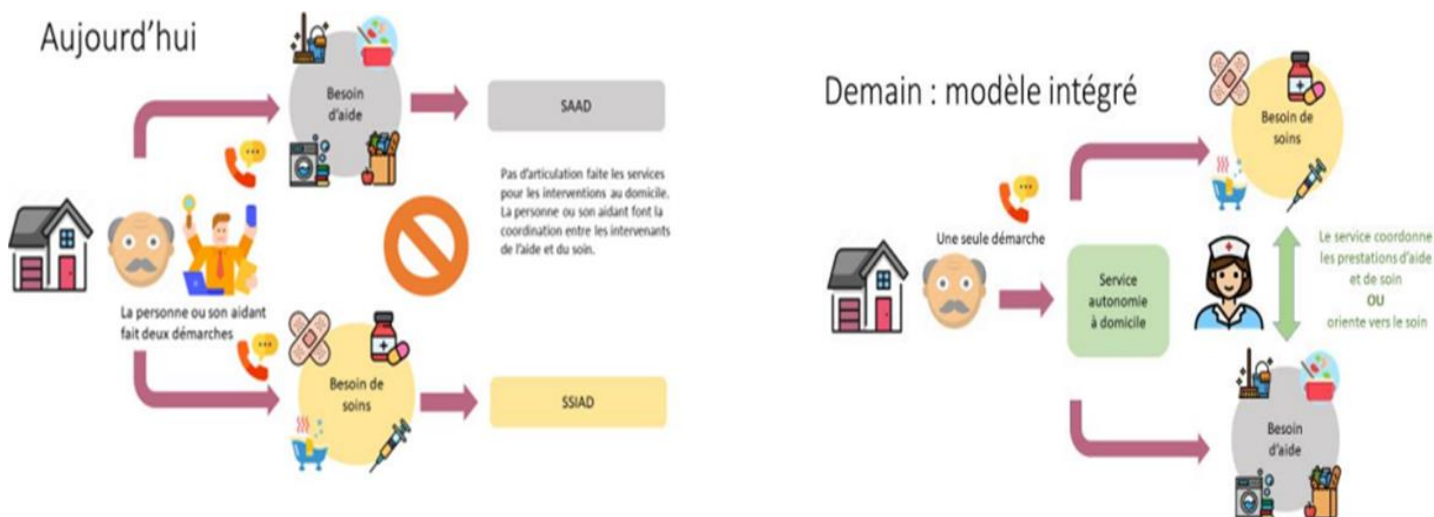 Aujourd'hui
Besoin
d'aide
SAAD
Pas d'articulation faite les services
pour les interventions au domicile.
La personne ou son aidant font la
coordination entre les intervenants
de l'aide et du soin.
La personne ou son aidant
fait deux démarches
Besoin de
soins
SSIAD
Demain : modèle intégré
Besoin de
soins
Une seule démarche
Service
autonomie
à domicile
Le service coordonne
les prestations d'aide
et de soin
OU
oriente vers le soin
Besoin
d'aide